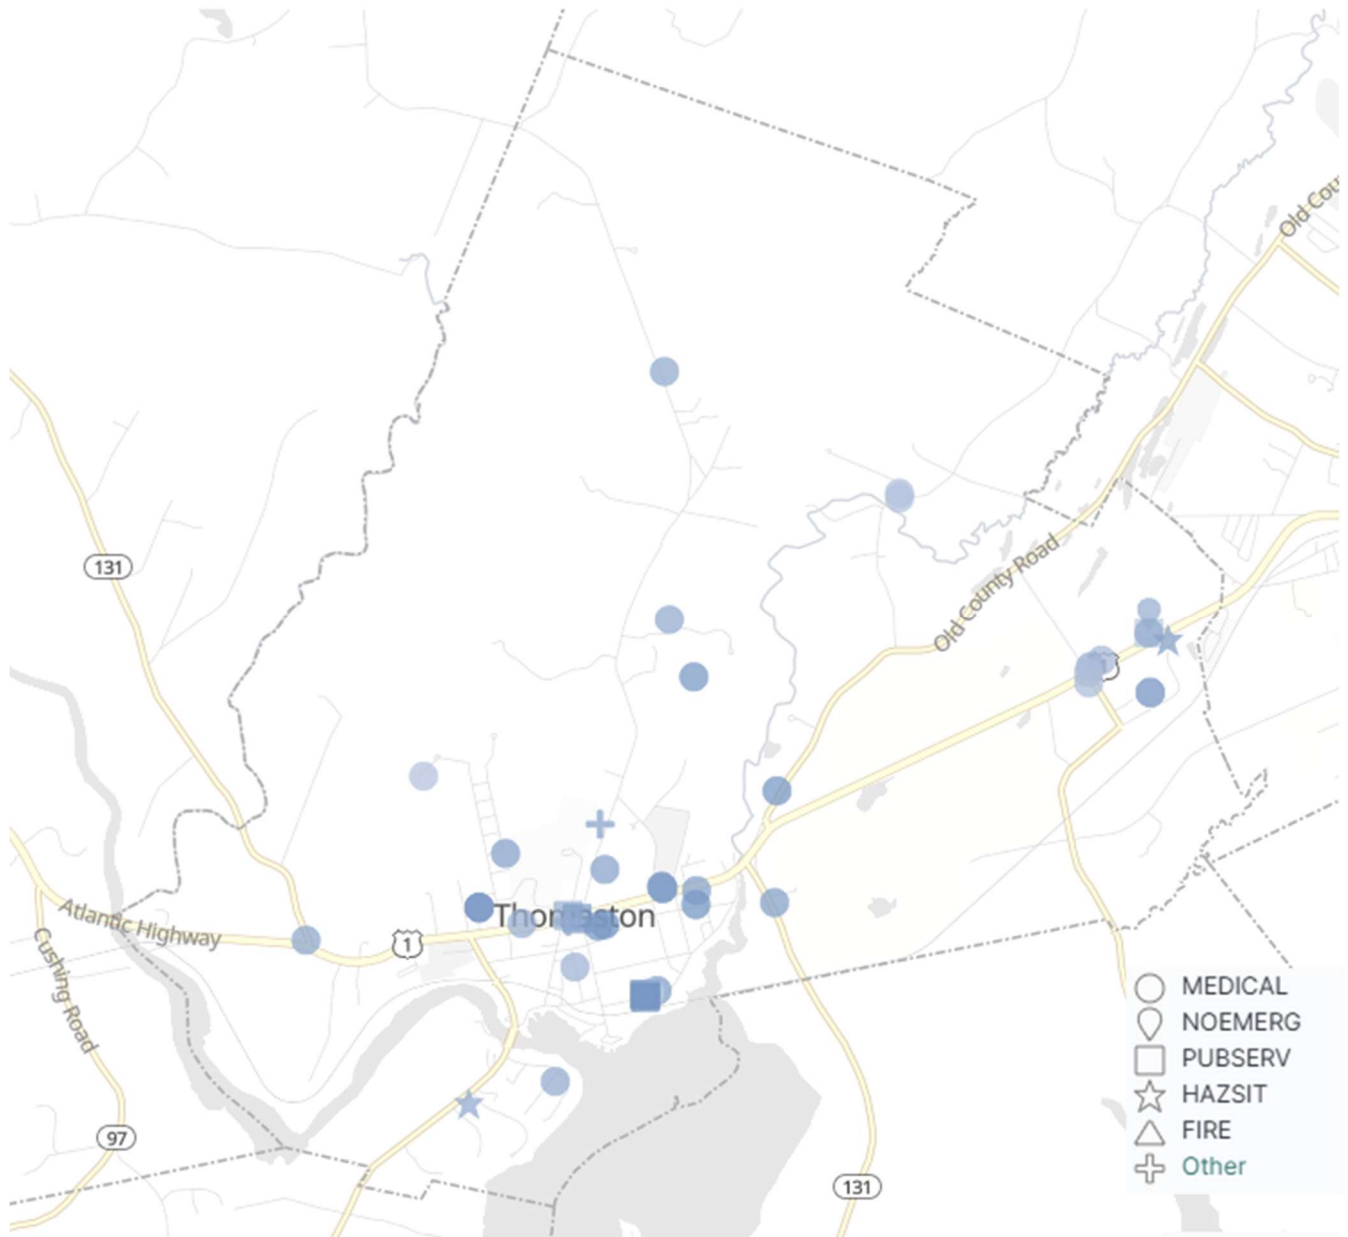 Old Cou
131
Old County Road
Thomaston
Atlantic Highway
1
Cushing Road
MEDICAL
NOEMERG
PUBSERV
HAZSIT
FIRE
Other
97
131